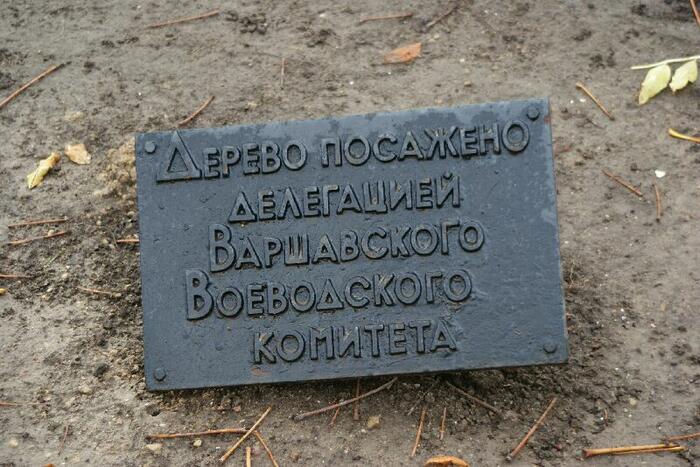 Дерево посажено
делегацией
Варшавского
Воеводского
комитета